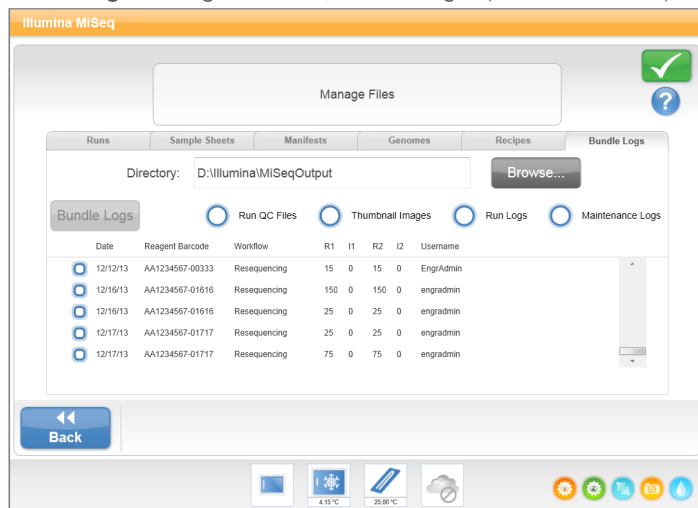 Illumina MiSeq
Manage Files
Runs Sample Sheets Manifests Genomes Recipes Bundle Logs
Directory: D:\Illumina\MiSeqOutput Browse...
Bundle Logs Run QC Files Thumbnail Images Run Logs Maintenance Logs
Date Reagent Barcode Workflow R1 I1 R2 I2 Username
12/12/13 AA1234567-00333 Resequencing 15 0 15 0 EngrAdmin
12/16/13 AA1234567-01616 Resequencing 150 0 150 0 engradmin
12/16/13 AA1234567-01616 Resequencing 25 0 25 0 engradmin
12/17/13 AA1234567-01717 Resequencing 25 0 25 0 engradmin
12/17/13 AA1234567-01717 Resequencing 75 0 75 0 engradmin
Back
4.15 °C 25.00 °C